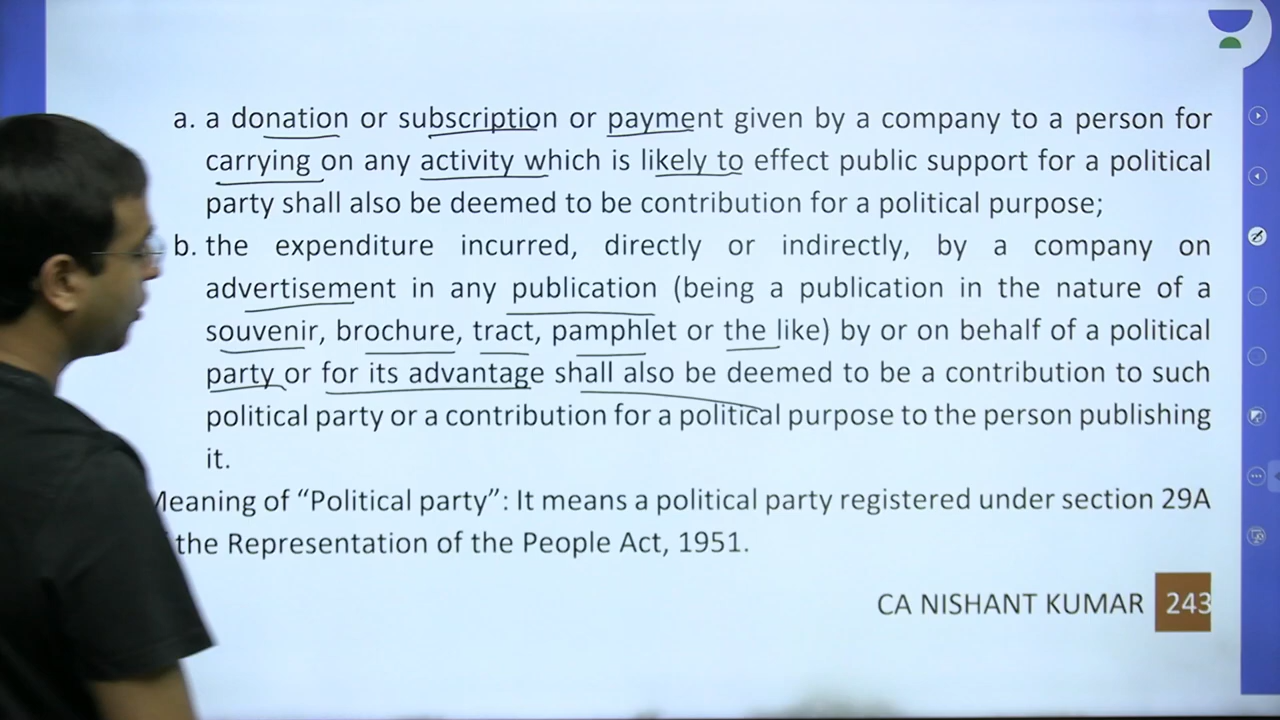 a. a donation or subscription or payment given by a company to a person for
carrying on any activity which is likely to effect public support for a political
party shall also be deemed to be contribution for a political purpose;
b. the expenditure incurred, directly or indirectly, by a company on
advertisement in any publication (being a publication in the nature of a
souvenir, brochure, tract, pamphlet or the like) by or on behalf of a political
party or for its advantage shall also be deemed to be a contribution to such
political party or a contribution for a political purpose to the person publishing
it.
Meaning of “Political party”: It means a political party registered under section 29A
the Representation of the People Act, 1951.
CA NISHANT KUMAR 243